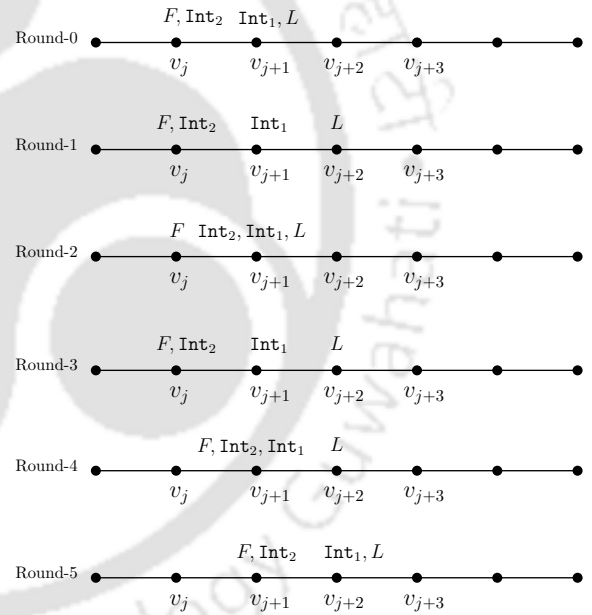 F, Int₂ Int₁, L
Round-0
vⱼ vⱼ₊₁ vⱼ₊₂ vⱼ₊₃
F, Int₂ Int₁ L
Round-1
vⱼ vⱼ₊₁ vⱼ₊₂ vⱼ₊₃
F Int₂, Int₁, L
Round-2
vⱼ vⱼ₊₁ vⱼ₊₂ vⱼ₊₃
F, Int₂ Int₁ L
Round-3
vⱼ vⱼ₊₁ vⱼ₊₂ vⱼ₊₃
F, Int₂, Int₁ L
Round-4
vⱼ vⱼ₊₁ vⱼ₊₂ vⱼ₊₃
F, Int₂ Int₁, L
Round-5
vⱼ vⱼ₊₁ vⱼ₊₂ vⱼ₊₃
Guwahati